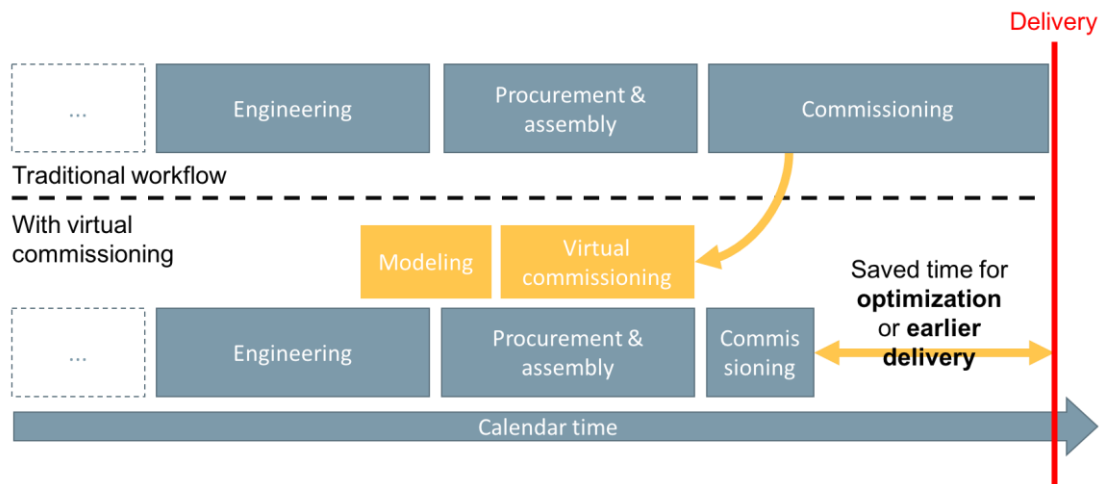 Delivery
...
Engineering
Procurement &
assembly
Commissioning
Traditional workflow
With virtual
commissioning
Modeling
Virtual
commissioning
Saved time for
optimization
or earlier
delivery
...
Engineering
Procurement &
assembly
Commis
sioning
Calendar time